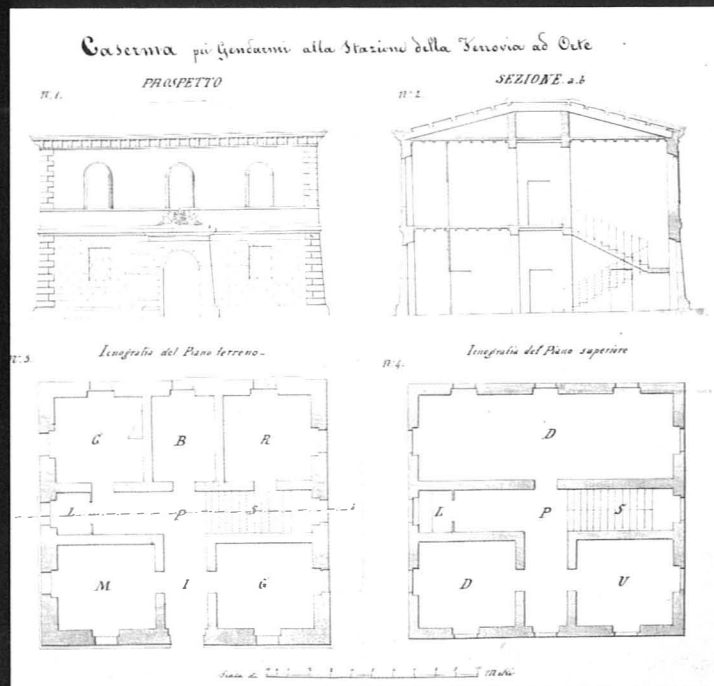 Caserma pei Gendarmi alla Stazione della Ferrovia ad Orte
PROSPETTO
N.° 1.
SEZIONE a.b
N.° 2.
N.° 3.
Icnografia del Piano terreno
C B R
L P S b
M I G
N.° 4.
Icnografia del Piano superiore
D
L P S
D U
Scala di Metri